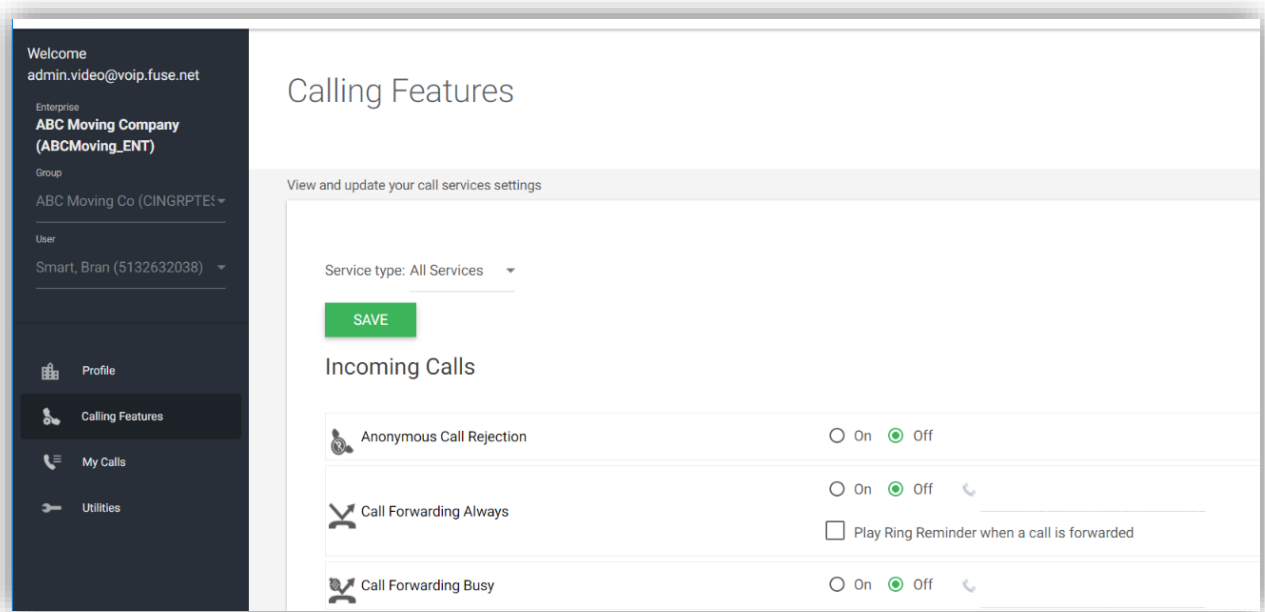 Welcome
admin.video@voip.fuse.net
Enterprise
ABC Moving Company
(ABCMoving_ENT)
Group
ABC Moving Co (CINGRPTES
User
Smart, Bran (5132632038)
Profile
Calling Features
My Calls
Utilities
Calling Features
View and update your call services settings
Service type: All Services
SAVE
Incoming Calls
Anonymous Call Rejection On Off
Call Forwarding Always On Off
Play Ring Reminder when a call is forwarded
Call Forwarding Busy On Off